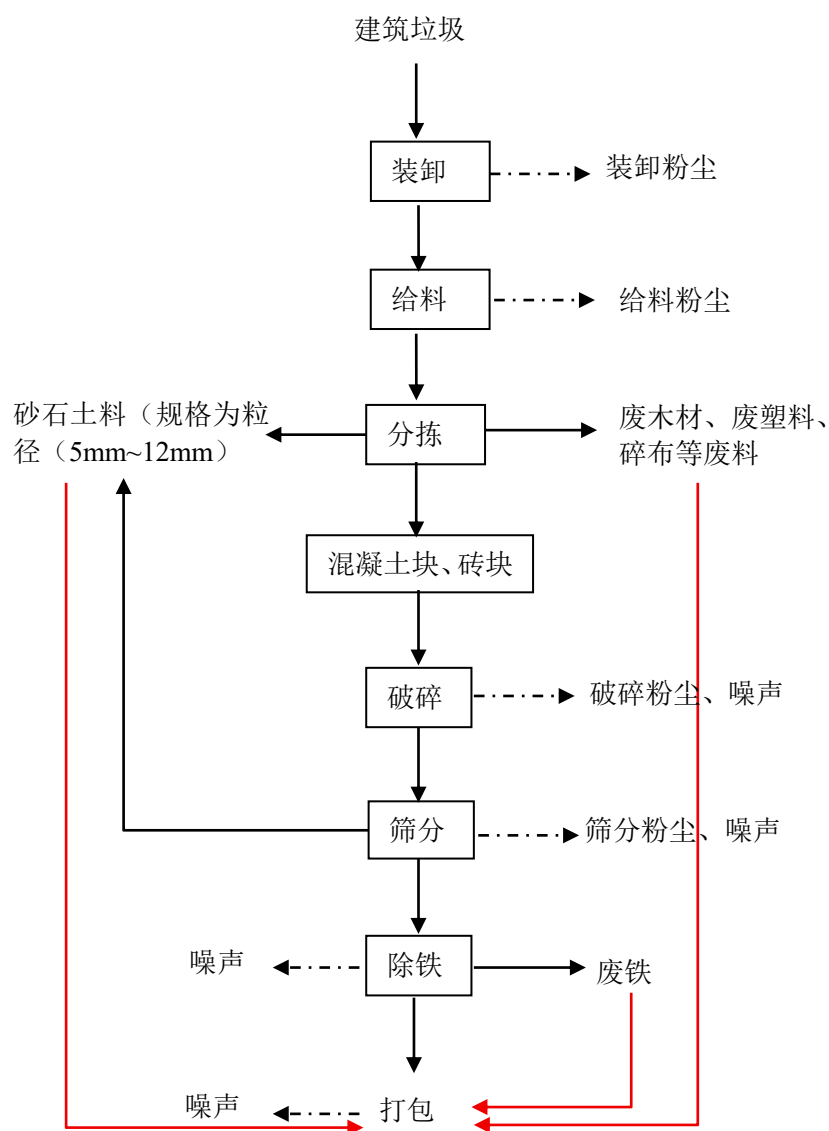 建筑垃圾
装卸
装卸粉尘
给料
给料粉尘
砂石土料（规格为粒
径（5mm~12mm）
分拣
废木材、废塑料、
碎布等废料
混凝土块、砖块
破碎
破碎粉尘、噪声
筛分
筛分粉尘、噪声
噪声
除铁
废铁
噪声
打包